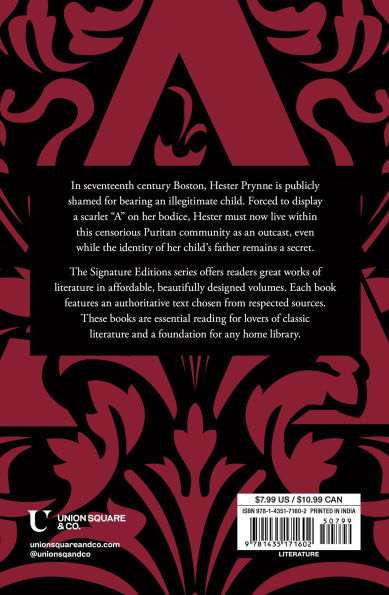 A
In seventeenth century Boston, Hester Prynne is publicly
shamed for bearing an illegitimate child. Forced to display
a scarlet “A” on her bodice, Hester must now live within
this censorious Puritan community as an outcast, even
while the identity of her child’s father remains a secret.
The Signature Editions series offers readers great works of
literature in affordable, beautifully designed volumes. Each book
features an authoritative text chosen from respected sources.
These books are essential reading for lovers of classic
literature and a foundation for any home library.
U
UNION SQUARE
& CO.
unionsquareandco.com
@unionsqandco
$7.99 US / $10.99 CAN
ISBN 978-1-4351-7160-2 PRINTED IN INDIA
50799
9 781435 171602
LITERATURE